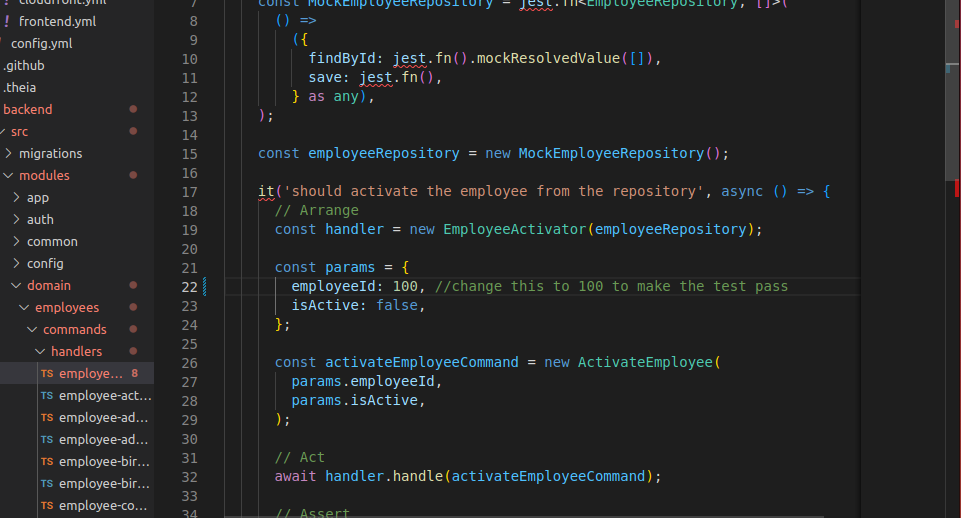 cloudfront.yml
! frontend.yml
config.yml
.github
.theia
backend
src
migrations
modules
app
auth
common
config
domain
employees
commands
handlers
TS employe... 8
TS employee-act...
TS employee-ad...
TS employee-ad...
TS employee-bir...
TS employee-bir...
TS employee-co...
7 const MockEmployeeRepository = jest.fn<EmployeeRepository, []>(
8 () =>
9 ({
10 findById: jest.fn().mockResolvedValue([]),
11 save: jest.fn(),
12 } as any),
13 );
14
15 const employeeRepository = new MockEmployeeRepository();
16
17 it('should activate the employee from the repository', async () => {
18 // Arrange
19 const handler = new EmployeeActivator(employeeRepository);
20
21 const params = {
22 employeeId: 100, //change this to 100 to make the test pass
23 isActive: false,
24 };
25
26 const activateEmployeeCommand = new ActivateEmployee(
27 params.employeeId,
28 params.isActive,
29 );
30
31 // Act
32 await handler.handle(activateEmployeeCommand);
33
34 // Assert